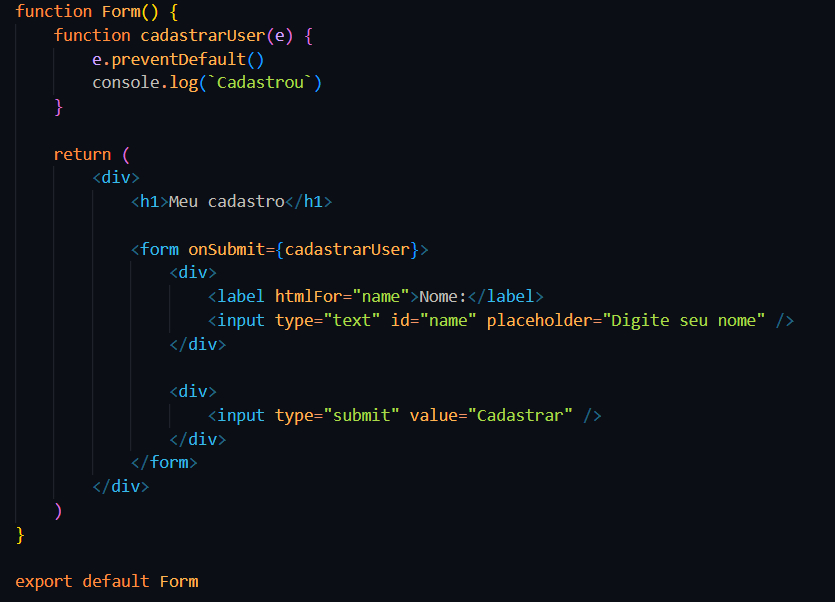 function Form() {
    function cadastrarUser(e) {
        e.preventDefault()
        console.log(`Cadastrou`)
    }

    return (
        <div>
            <h1>Meu cadastro</h1>

            <form onSubmit={cadastrarUser}>
                <div>
                    <label htmlFor="name">Nome:</label>
                    <input type="text" id="name" placeholder="Digite seu nome" />
                </div>

                <div>
                    <input type="submit" value="Cadastrar" />
                </div>
            </form>
        </div>
    )
}

export default Form